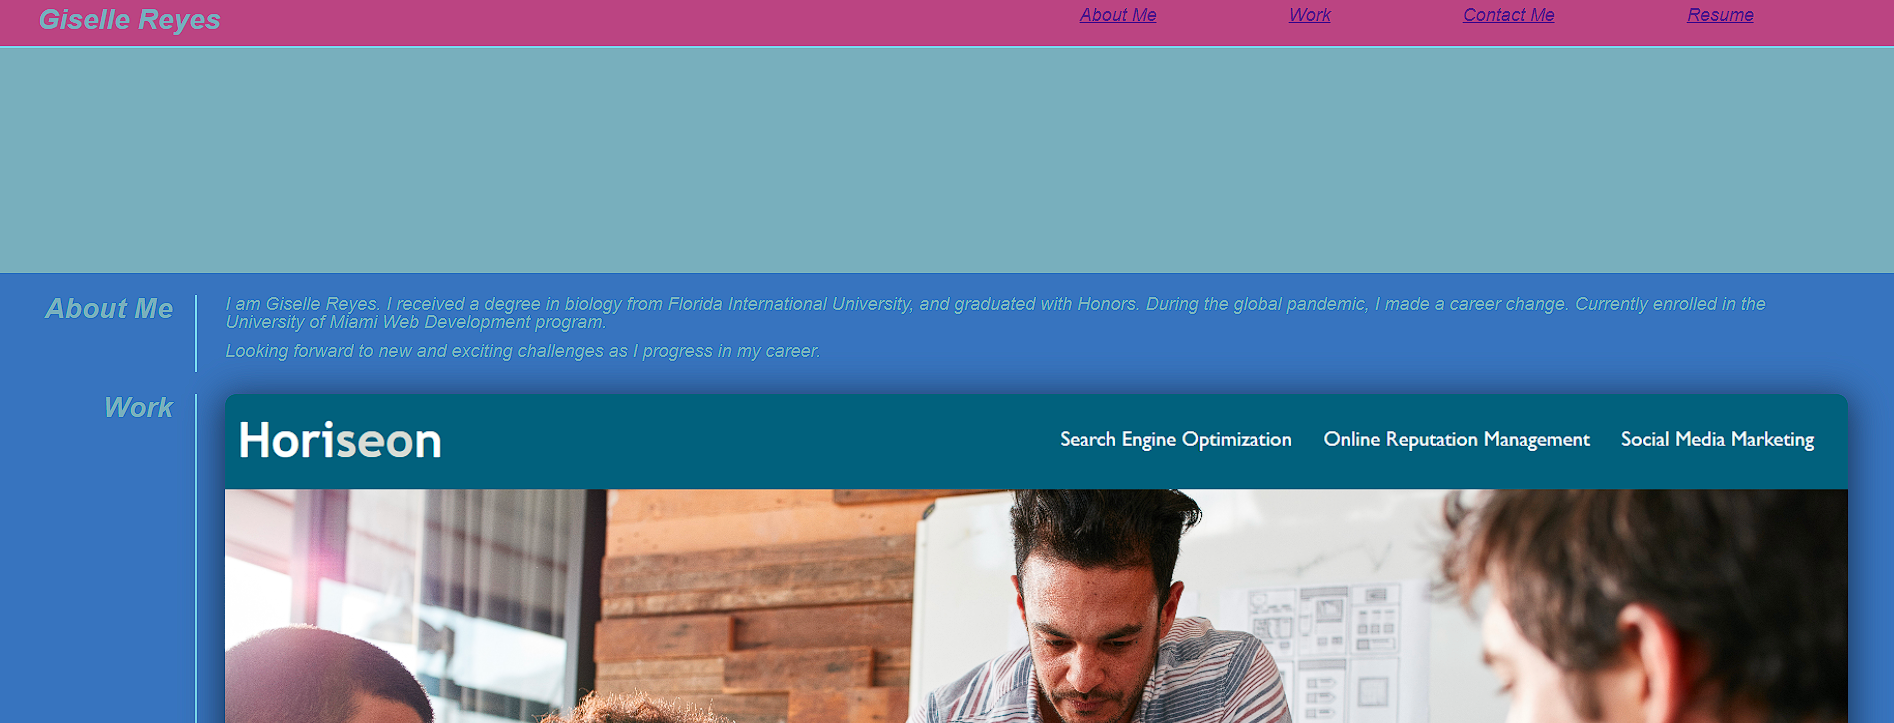 Giselle Reyes
About Me Work Contact Me Resume
About Me
I am Giselle Reyes. I received a degree in biology from Florida International University, and graduated with Honors. During the global pandemic, I made a career change. Currently enrolled in the
University of Miami Web Development program.
Looking forward to new and exciting challenges as I progress in my career.
Work
Horiseon
Search Engine Optimization Online Reputation Management Social Media Marketing